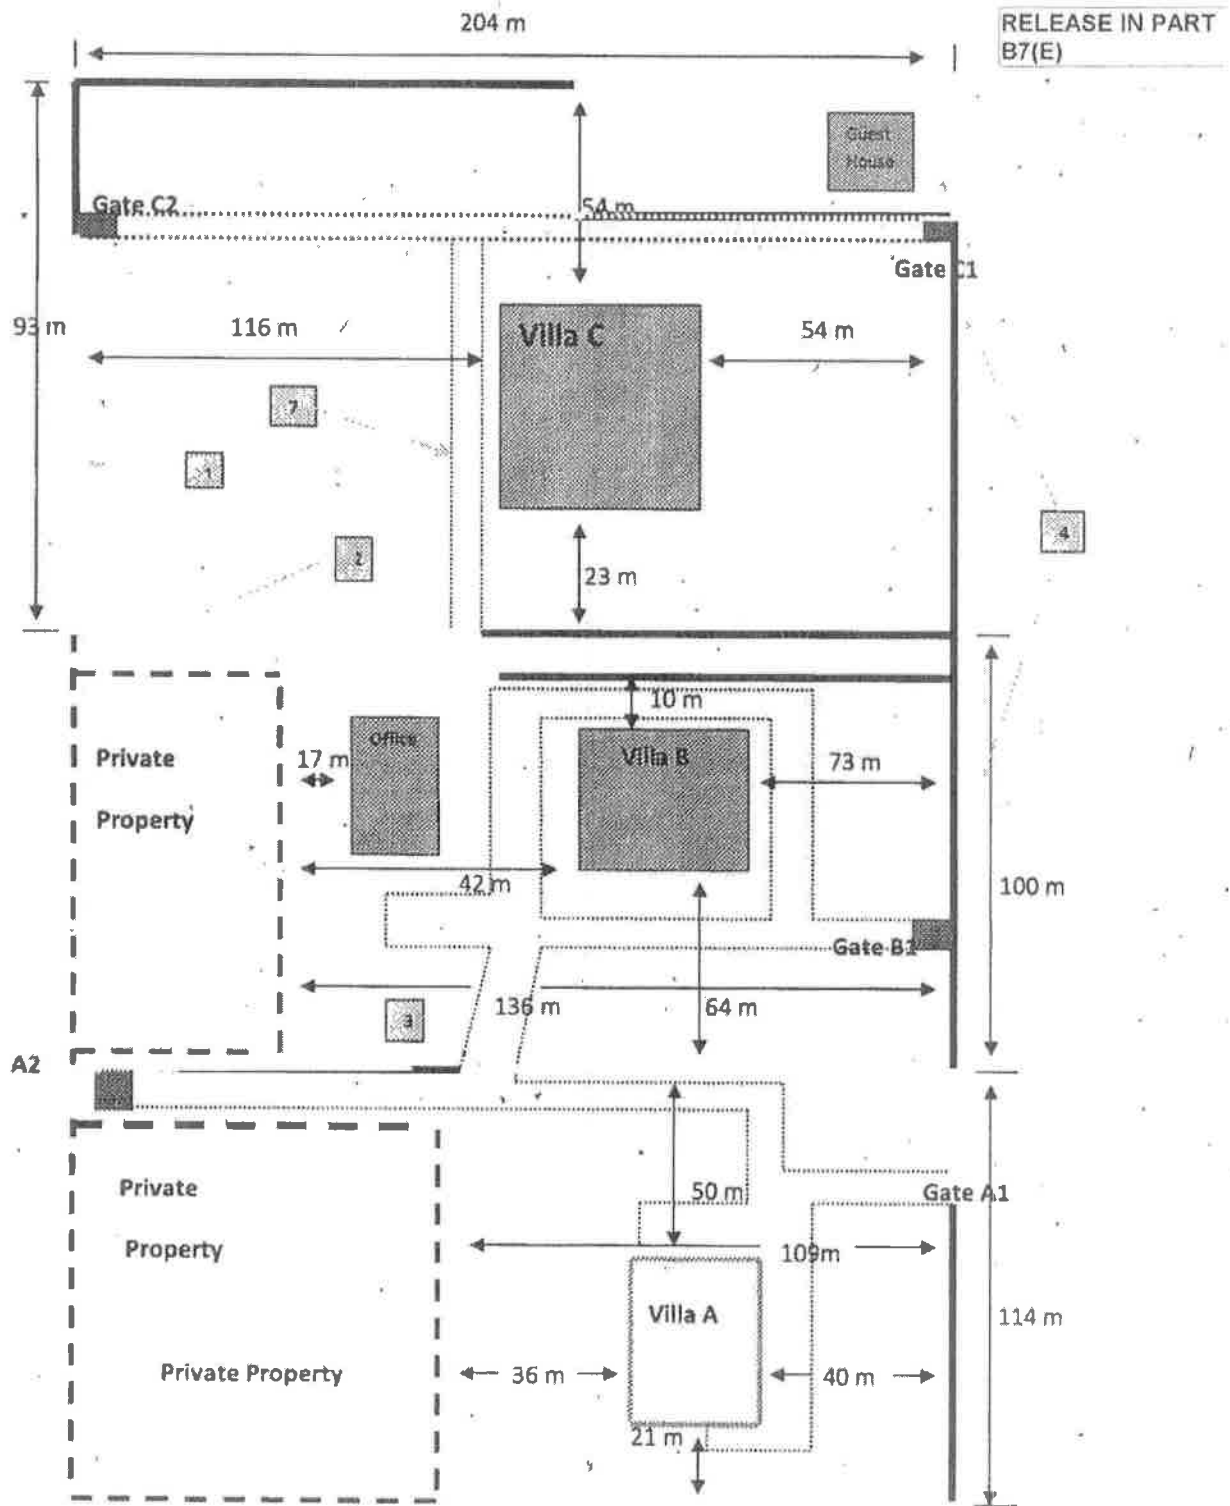 204 m
RELEASE IN PART
B7(E)
Guest
House
Gate C2
54 m
Gate C1
93 m
116 m
Villa C
54 m
7
1
2
4
23 m
10 m
Office
Villa B
Private
17 m
73 m
Property
42 m
100 m
Gate B1
136 m
64 m
3
A2
Private
50 m
Gate A1
Property
109m
Villa A
114 m
Private Property
36 m
40 m
21 m